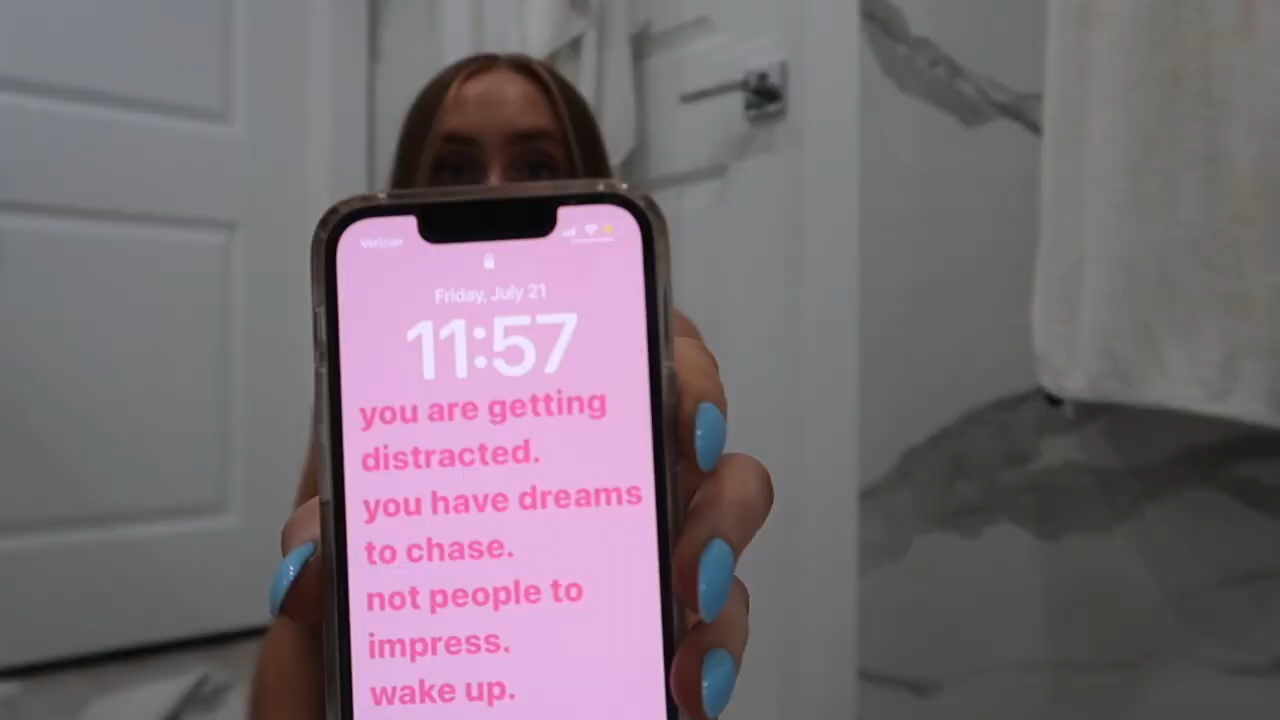 Verizon
Friday, July 21
11:57
you are getting
distracted.
you have dreams
to chase.
not people to
impress.
wake up.